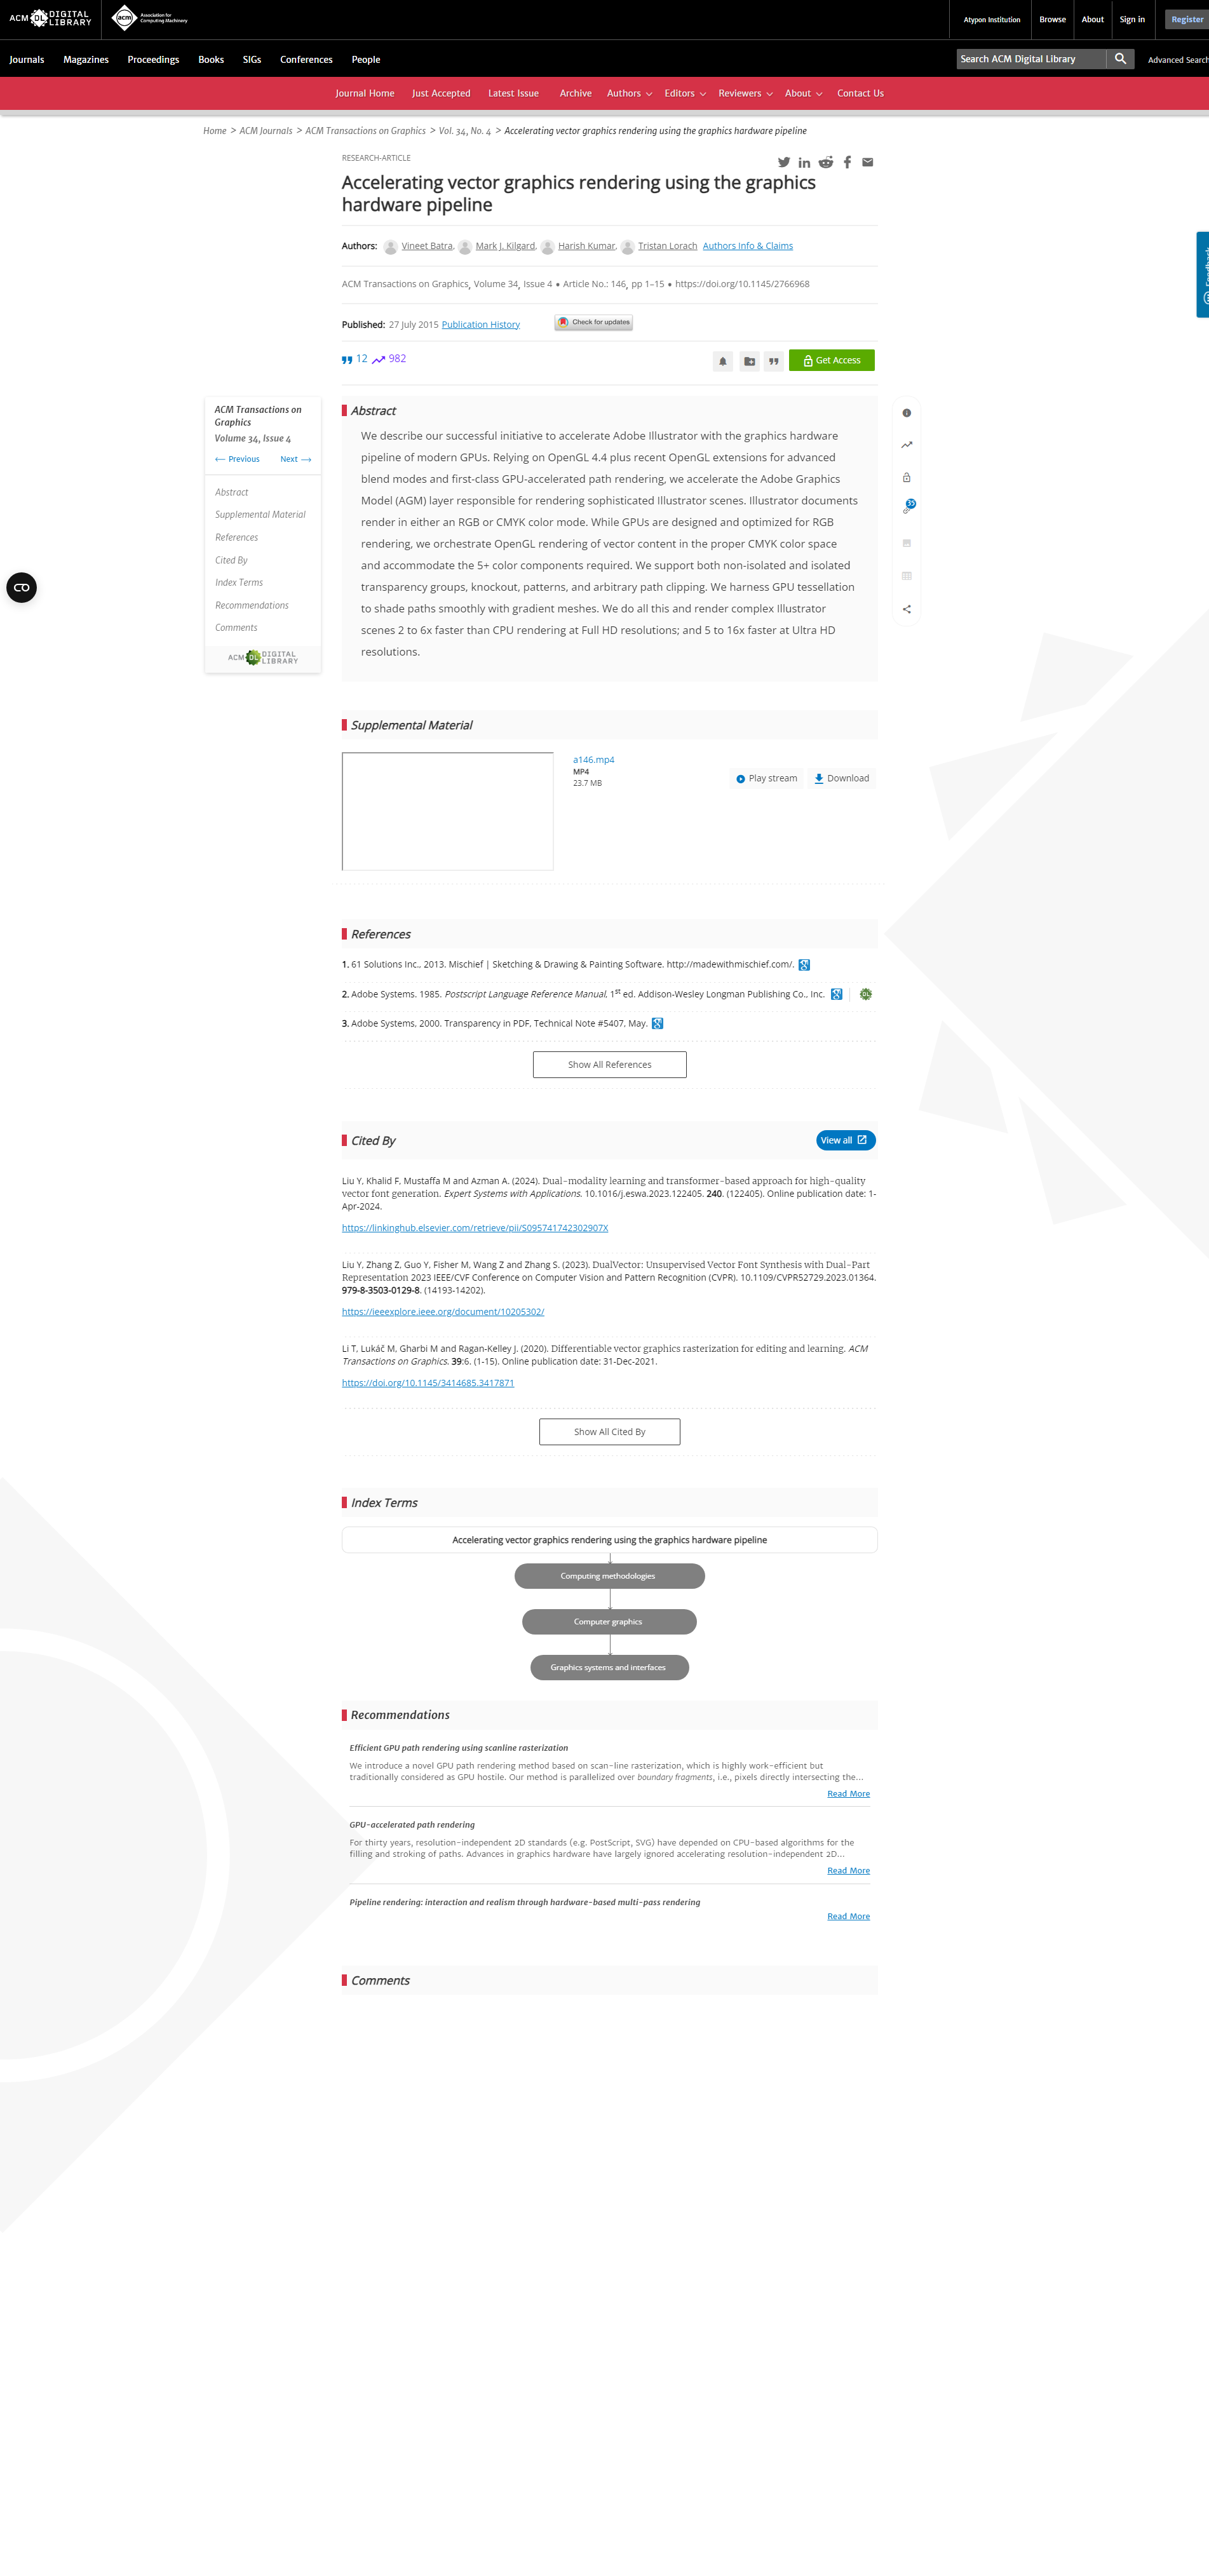 ACM DL DIGITAL LIBRARY
acm Association for Computing Machinery
Atypon Institution
Browse
About
Sign in
Register
Journals Magazines Proceedings Books SIGs Conferences People
Search ACM Digital Library
Advanced Search
Journal Home Just Accepted Latest Issue Archive Authors Editors Reviewers About Contact Us
Home > ACM Journals > ACM Transactions on Graphics > Vol. 34, No. 4 > Accelerating vector graphics rendering using the graphics hardware pipeline
RESEARCH-ARTICLE
Accelerating vector graphics rendering using the graphics
hardware pipeline
Authors: Vineet Batra, Mark J. Kilgard, Harish Kumar, Tristan Lorach Authors Info & Claims
Feedback
ACM Transactions on Graphics, Volume 34, Issue 4 • Article No.: 146, pp 1–15 • https://doi.org/10.1145/2766968
Published: 27 July 2015 Publication History
Check for updates
12 982
Get Access
ACM Transactions on
Graphics
Volume 34, Issue 4
Previous Next
Abstract
Supplemental Material
References
Cited By
Index Terms
Recommendations
Comments
ACM DL DIGITAL LIBRARY
Abstract
We describe our successful initiative to accelerate Adobe Illustrator with the graphics hardware
pipeline of modern GPUs. Relying on OpenGL 4.4 plus recent OpenGL extensions for advanced
blend modes and first-class GPU-accelerated path rendering, we accelerate the Adobe Graphics
Model (AGM) layer responsible for rendering sophisticated Illustrator scenes. Illustrator documents
render in either an RGB or CMYK color mode. While GPUs are designed and optimized for RGB
rendering, we orchestrate OpenGL rendering of vector content in the proper CMYK color space
and accommodate the 5+ color components required. We support both non-isolated and isolated
transparency groups, knockout, patterns, and arbitrary path clipping. We harness GPU tessellation
to shade paths smoothly with gradient meshes. We do all this and render complex Illustrator
scenes 2 to 6x faster than CPU rendering at Full HD resolutions; and 5 to 16x faster at Ultra HD
resolutions.
35
Supplemental Material
a146.mp4
MP4
23.7 MB
Play stream
Download
References
1. 61 Solutions Inc., 2013. Mischief | Sketching & Drawing & Painting Software. http://madewithmischief.com/.
2. Adobe Systems. 1985. Postscript Language Reference Manual, 1st ed. Addison-Wesley Longman Publishing Co., Inc.
3. Adobe Systems, 2000. Transparency in PDF, Technical Note #5407, May.
Show All References
Cited By
View all
Liu Y, Khalid F, Mustaffa M and Azman A. (2024). Dual-modality learning and transformer-based approach for high-quality
vector font generation. Expert Systems with Applications. 10.1016/j.eswa.2023.122405. 240. (122405). Online publication date: 1-
Apr-2024.
https://linkinghub.elsevier.com/retrieve/pii/S095741742302907X
Liu Y, Zhang Z, Guo Y, Fisher M, Wang Z and Zhang S. (2023). DualVector: Unsupervised Vector Font Synthesis with Dual-Part
Representation 2023 IEEE/CVF Conference on Computer Vision and Pattern Recognition (CVPR). 10.1109/CVPR52729.2023.01364.
979-8-3503-0129-8. (14193-14202).
https://ieeexplore.ieee.org/document/10205302/
Li T, Lukáč M, Gharbi M and Ragan-Kelley J. (2020). Differentiable vector graphics rasterization for editing and learning. ACM
Transactions on Graphics. 39:6. (1-15). Online publication date: 31-Dec-2021.
https://doi.org/10.1145/3414685.3417871
Show All Cited By
Index Terms
Accelerating vector graphics rendering using the graphics hardware pipeline
Computing methodologies
Computer graphics
Graphics systems and interfaces
Recommendations
Efficient GPU path rendering using scanline rasterization
We introduce a novel GPU path rendering method based on scan-line rasterization, which is highly work-efficient but
traditionally considered as GPU hostile. Our method is parallelized over boundary fragments, i.e., pixels directly intersecting the...
Read More
GPU-accelerated path rendering
For thirty years, resolution-independent 2D standards (e.g. PostScript, SVG) have depended on CPU-based algorithms for the
filling and stroking of paths. Advances in graphics hardware have largely ignored accelerating resolution-independent 2D...
Read More
Pipeline rendering: interaction and realism through hardware-based multi-pass rendering
Read More
Comments